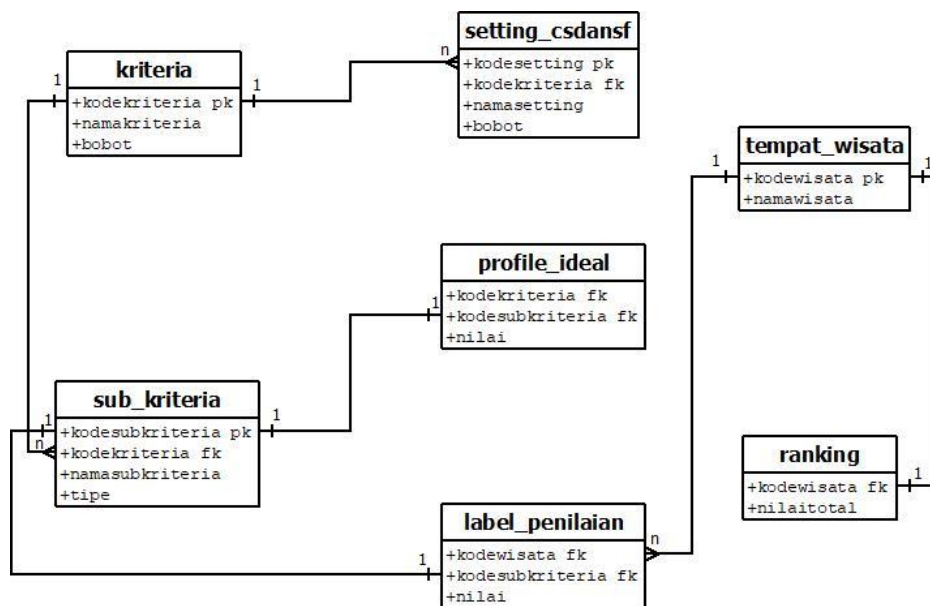 setting_csdansf
+kodesetting pk
+kodekriteria fk
+namasetting
+bobot
n
kriteria
+kodekriteria pk
+namakriteria
+bobot
1
1
tempat_wisata
+kodewisata pk
+namawisata
1
1
profile_ideal
+kodekriteria fk
+kodesubkriteria fk
+nilai
1
sub_kriteria
+kodesubkriteria pk
+kodekriteria fk
+namasubkriteria
+tipe
1
n
1
ranking
+kodewisata fk
+nilaitotal
1
label_penilaian
+kodewisata fk
+kodesubkriteria fk
+nilai
n
1